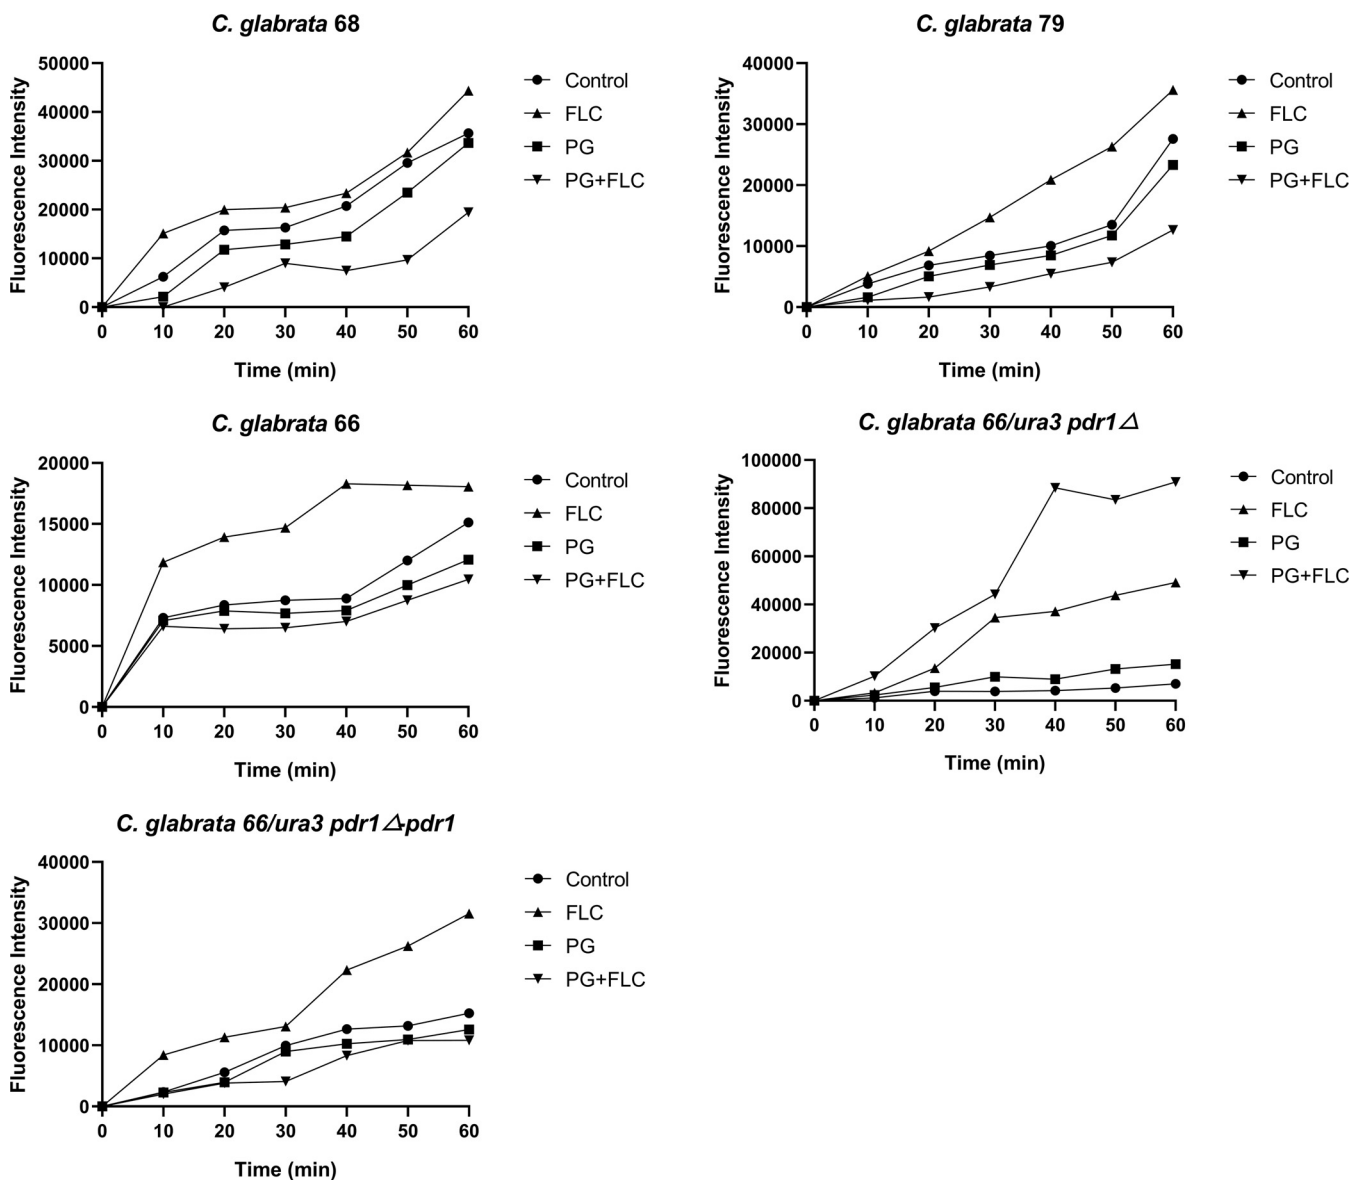 C. glabrata 68
Fluorescence Intensity
50000
40000
30000
20000
10000
0
0 10 20 30 40 50 60
Time (min)
Control
FLC
PG
PG+FLC
C. glabrata 79
Fluorescence Intensity
40000
30000
20000
10000
0
0 10 20 30 40 50 60
Time (min)
Control
FLC
PG
PG+FLC
C. glabrata 66
Fluorescence Intensity
20000
15000
10000
5000
0
0 10 20 30 40 50 60
Time (min)
Control
FLC
PG
PG+FLC
C. glabrata 66/ura3 pdr1△
Fluorescence Intensity
100000
80000
60000
40000
20000
0
0 10 20 30 40 50 60
Time (min)
Control
FLC
PG
PG+FLC
C. glabrata 66/ura3 pdr1△-pdr1
Fluorescence Intensity
40000
30000
20000
10000
0
0 10 20 30 40 50 60
Time (min)
Control
FLC
PG
PG+FLC